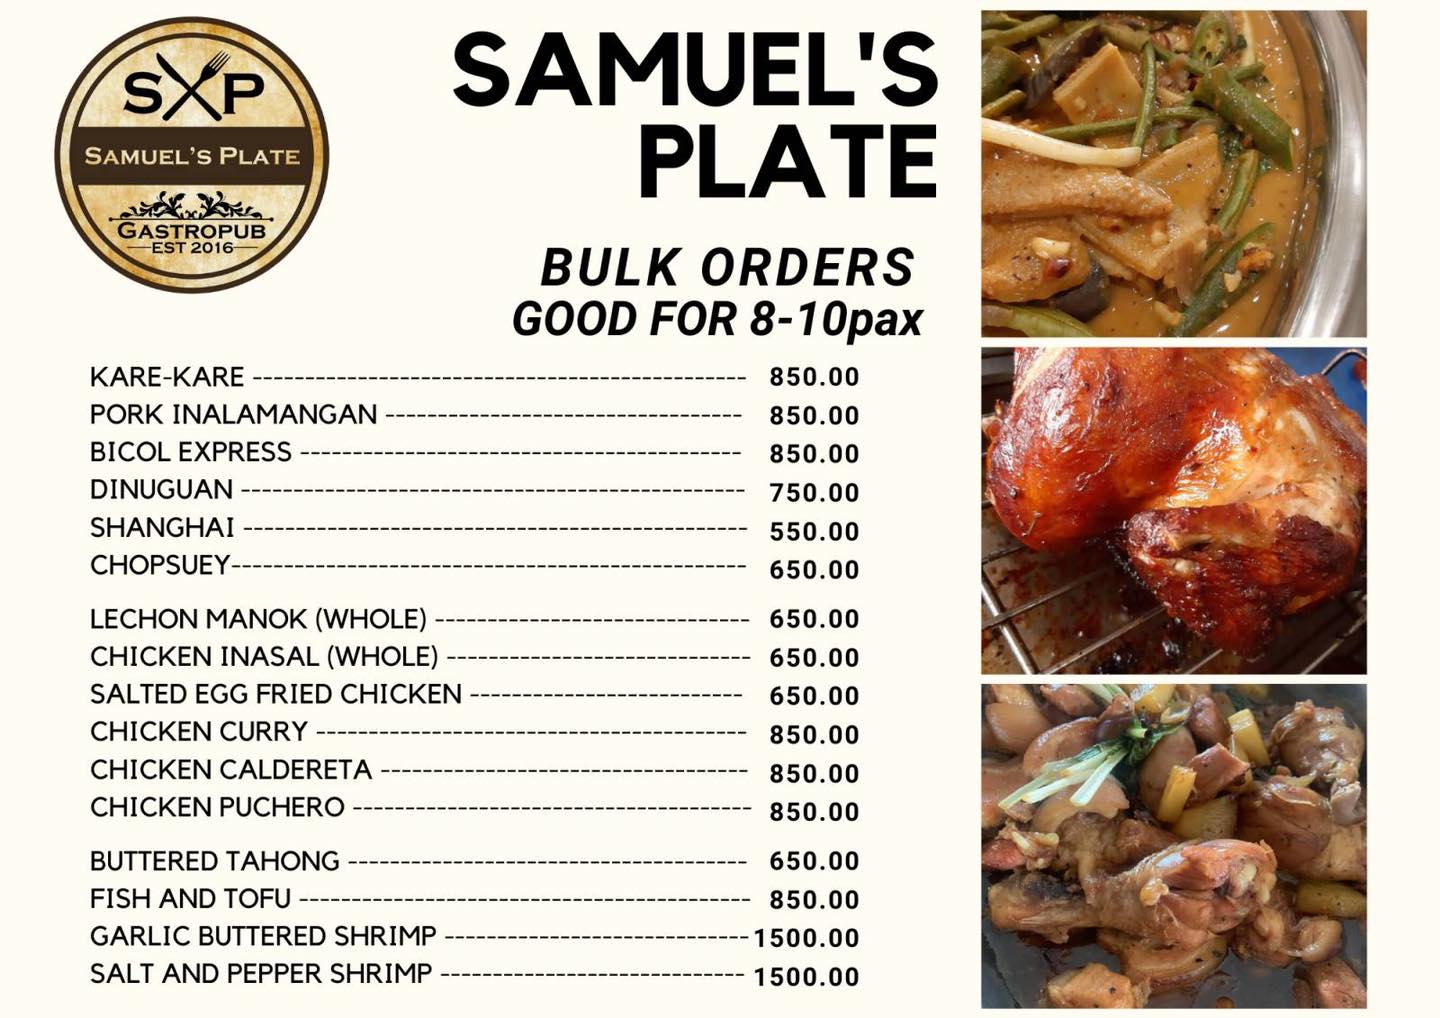 SXP
SAMUEL'S PLATE
GASTROPUB
EST 2016
SAMUEL'S
PLATE
BULK ORDERS
GOOD FOR 8-10pax
KARE-KARE ----------------------------------------------- 850.00
PORK INALAMANGAN ---------------------------------- 850.00
BICOL EXPRESS ------------------------------------------ 850.00
DINUGUAN ------------------------------------------------ 750.00
SHANGHAI ------------------------------------------------ 550.00
CHOPSUEY------------------------------------------------- 650.00
LECHON MANOK (WHOLE) ------------------------------ 650.00
CHICKEN INASAL (WHOLE) ----------------------------- 650.00
SALTED EGG FRIED CHICKEN -------------------------- 650.00
CHICKEN CURRY ----------------------------------------- 850.00
CHICKEN CALDERETA ----------------------------------- 850.00
CHICKEN PUCHERO -------------------------------------- 850.00
BUTTERED TAHONG -------------------------------------- 650.00
FISH AND TOFU ------------------------------------------- 850.00
GARLIC BUTTERED SHRIMP ----------------------------- 1500.00
SALT AND PEPPER SHRIMP ----------------------------- 1500.00